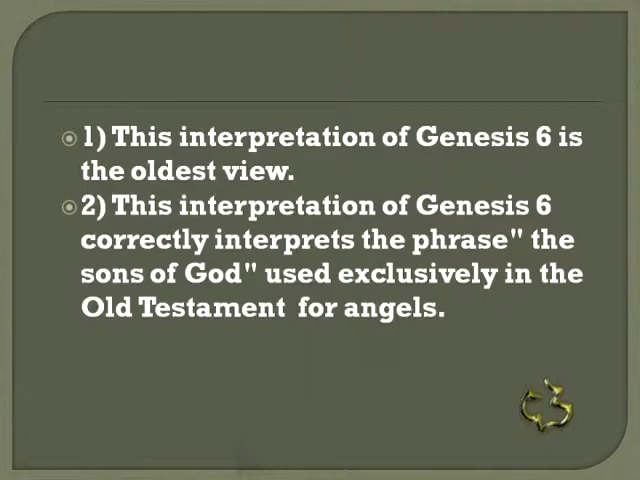 1) This interpretation of Genesis 6 is
the oldest view.
2) This interpretation of Genesis 6
correctly interprets the phrase" the
sons of God" used exclusively in the
Old Testament  for angels.